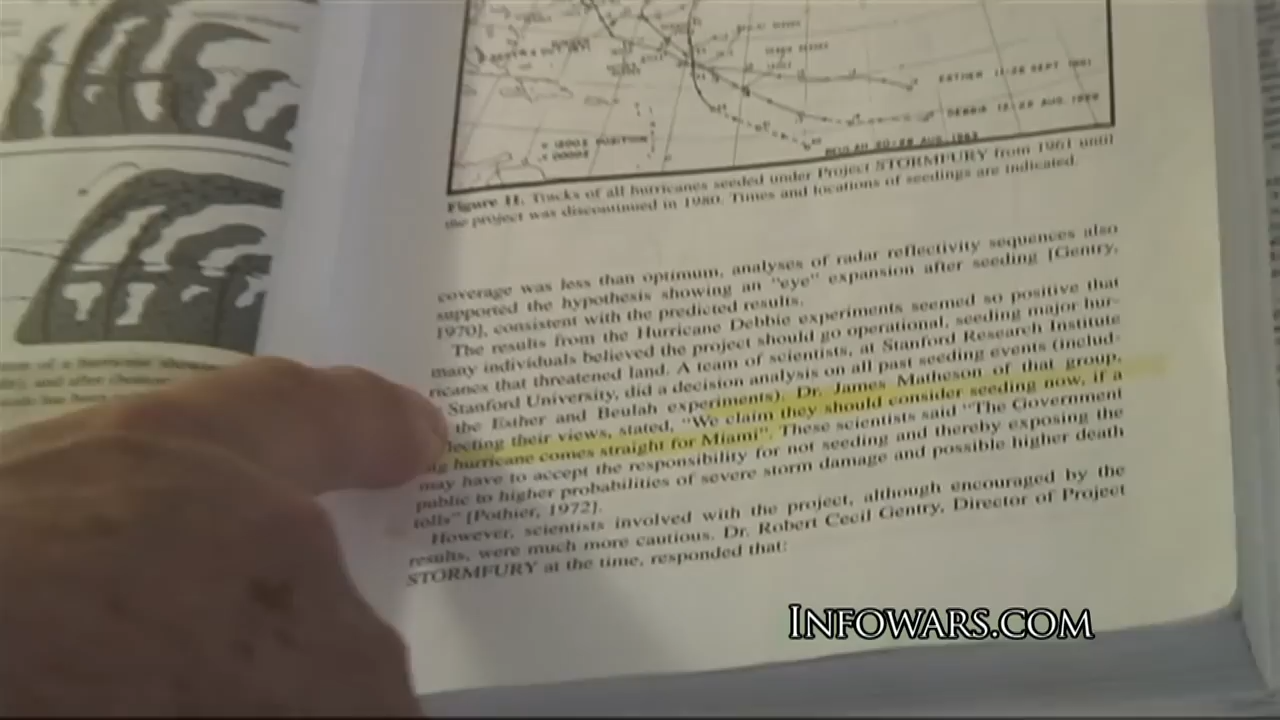 ESTHER 11-26 SEPT 1961
DEBBIE
BEULAH 20-28 AUG. 1963
POSITION
Figure 11. Tracks of all hurricanes seeded under Project STORMFURY from 1961 until
the project was discontinued in 1980. Times and locations of seedings are indicated.
coverage was less than optimum, analyses of radar reflectivity sequences also
supported the hypothesis showing an "eye" expansion after seeding [Gentry,
1970], consistent with the predicted results.
The results from the Hurricane Debbie experiments seemed so positive that
many individuals believed the project should go operational, seeding major hur-
ricanes that threatened land. A team of scientists, at Stanford Research Institute
Stanford University, did a decision analysis on all past seeding events (includ-
the Esther and Beulah experiments). Dr. James Matheson of that group,
lecting their views, stated, "We claim they should consider seeding now, if a
hurricane comes straight for Miami". These scientists said "The Government
may have to accept the responsibility for not seeding and thereby exposing the
public to higher probabilities of severe storm damage and possible higher death
tolls" [Pothier, 1972].
However, scientists involved with the project, although encouraged by the
results, were much more cautious. Dr. Robert Cecil Gentry, Director of Project
STORMFURY at the time, responded that:
INFOWARS.COM